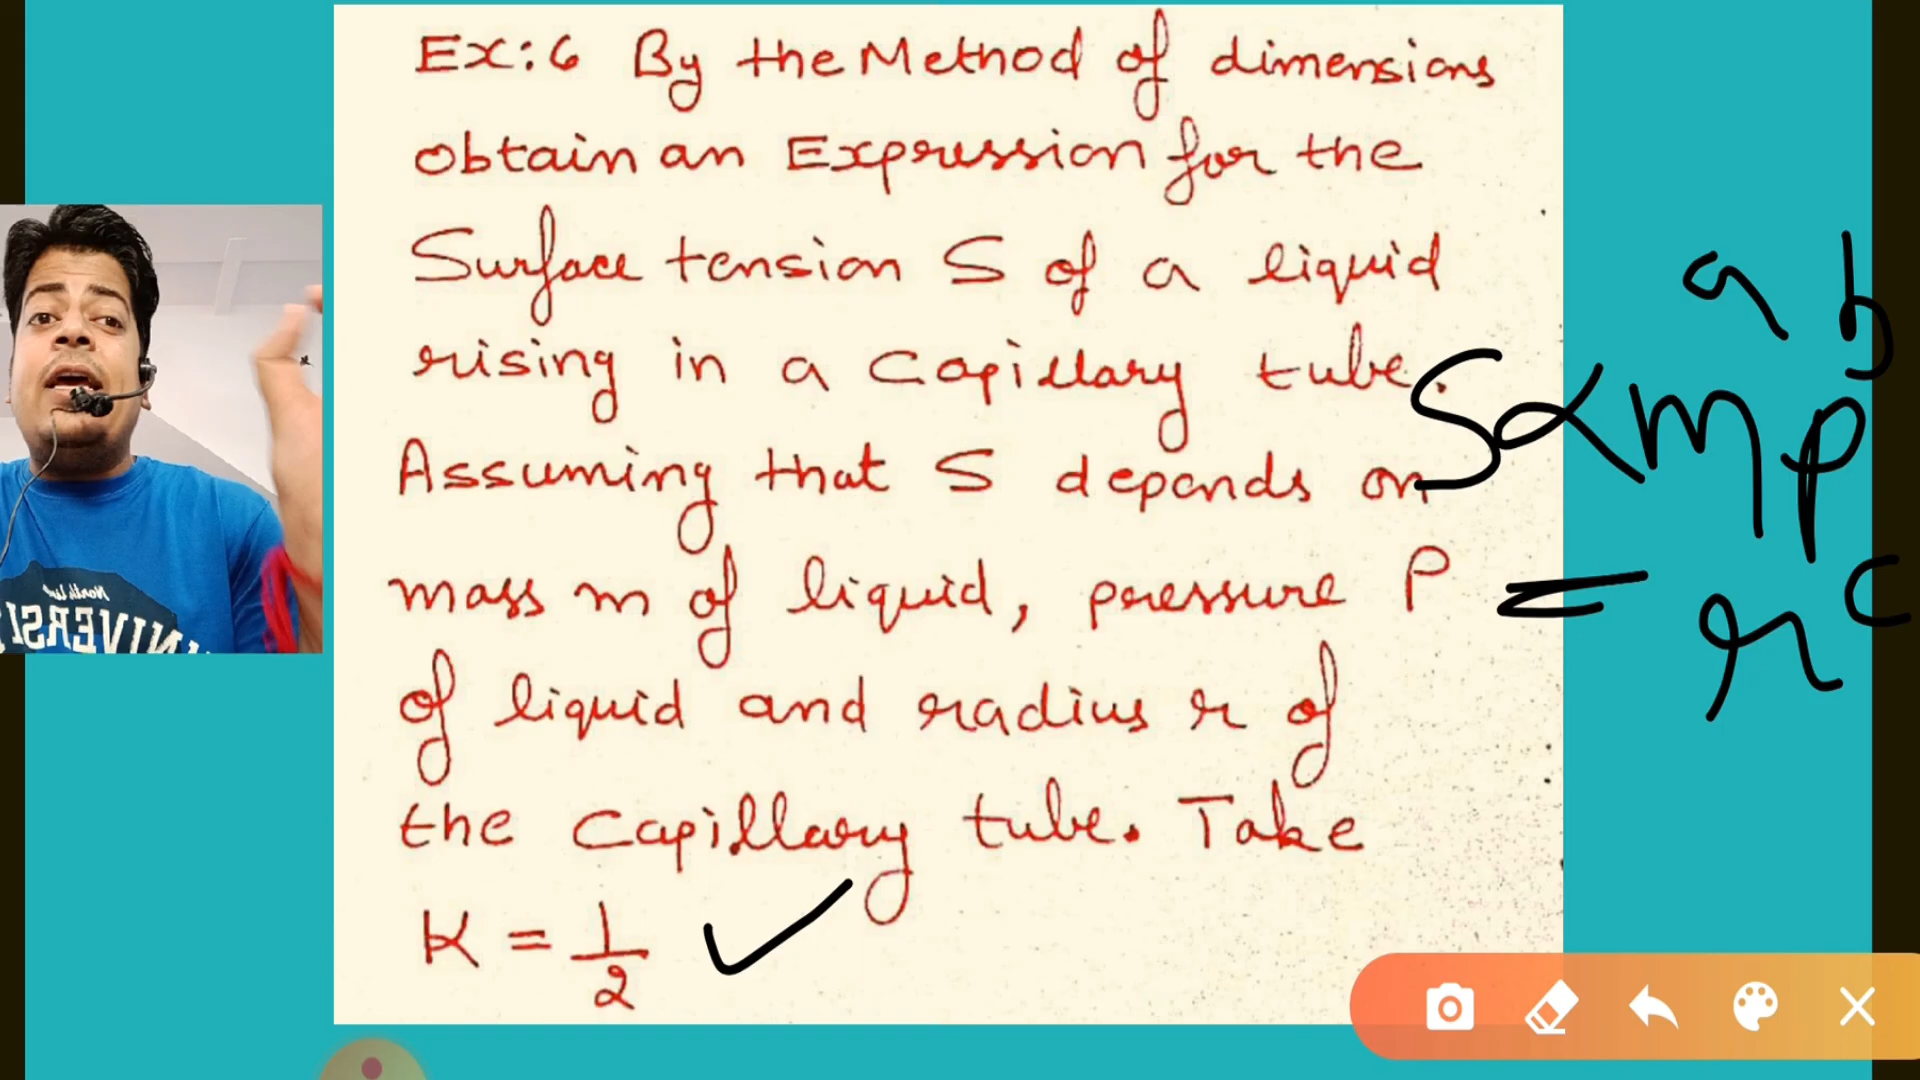 Ex:6 By the Method of dimensions
obtain an Expression for the
Surface tension S of a liquid
rising in a Capillary tube.
Assuming that S depends on
mass m of liquid, pressure P
of liquid and radius r of
the Capillary tube. Take
K = 1/2
S ∝ m^a p^b
= r^c
North
UNIVERSI